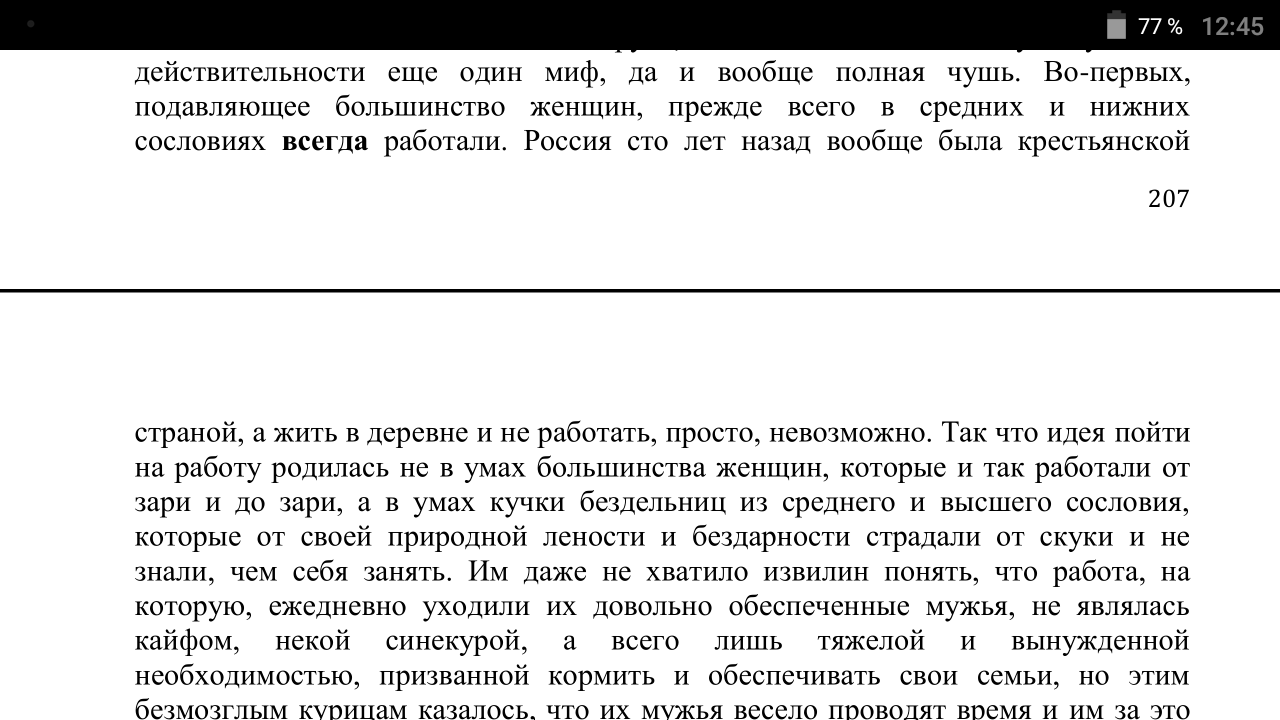 77 % 12:45
действительности еще один миф, да и вообще полная чушь. Во-первых,
подавляющее большинство женщин, прежде всего в средних и нижних
сословиях всегда работали. Россия сто лет назад вообще была крестьянской
207
страной, а жить в деревне и не работать, просто, невозможно. Так что идея пойти
на работу родилась не в умах большинства женщин, которые и так работали от
зари и до зари, а в умах кучки бездельниц из среднего и высшего сословия,
которые от своей природной лености и бездарности страдали от скуки и не
знали, чем себя занять. Им даже не хватило извилин понять, что работа, на
которую, ежедневно уходили их довольно обеспеченные мужья, не являлась
кайфом, некой синекурой, а всего лишь тяжелой и вынужденной
необходимостью, призванной кормить и обеспечивать свои семьи, но этим
безмозглым курицам казалось, что их мужья весело проводят время и им за это